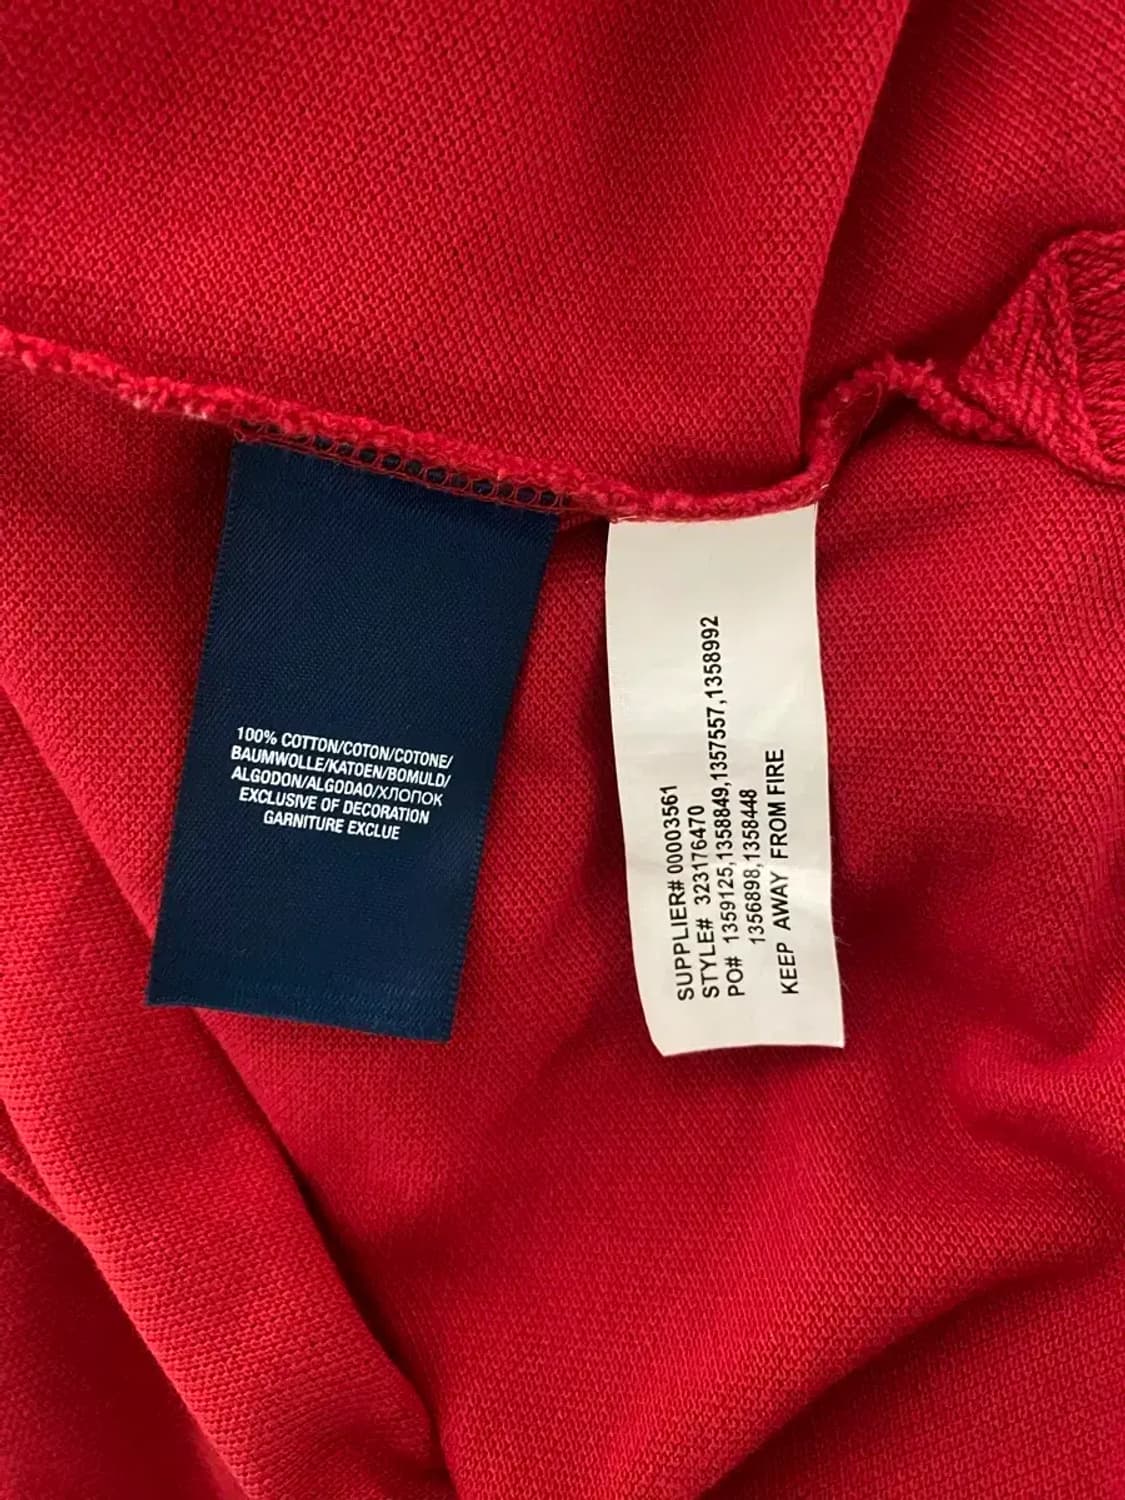 100% COTTON/COTON/COTONE/
BAUMWOLLE/KATOEN/BOMULD/
ALGODON/ALGODAO/ХЛОПОК
EXCLUSIVE OF DECORATION
GARNITURE EXCLUE
SUPPLIER# 00003561
STYLE# 323176470
PO# 1359125,1358849,1357557,1358992
1356898,1358448
KEEP AWAY FROM FIRE